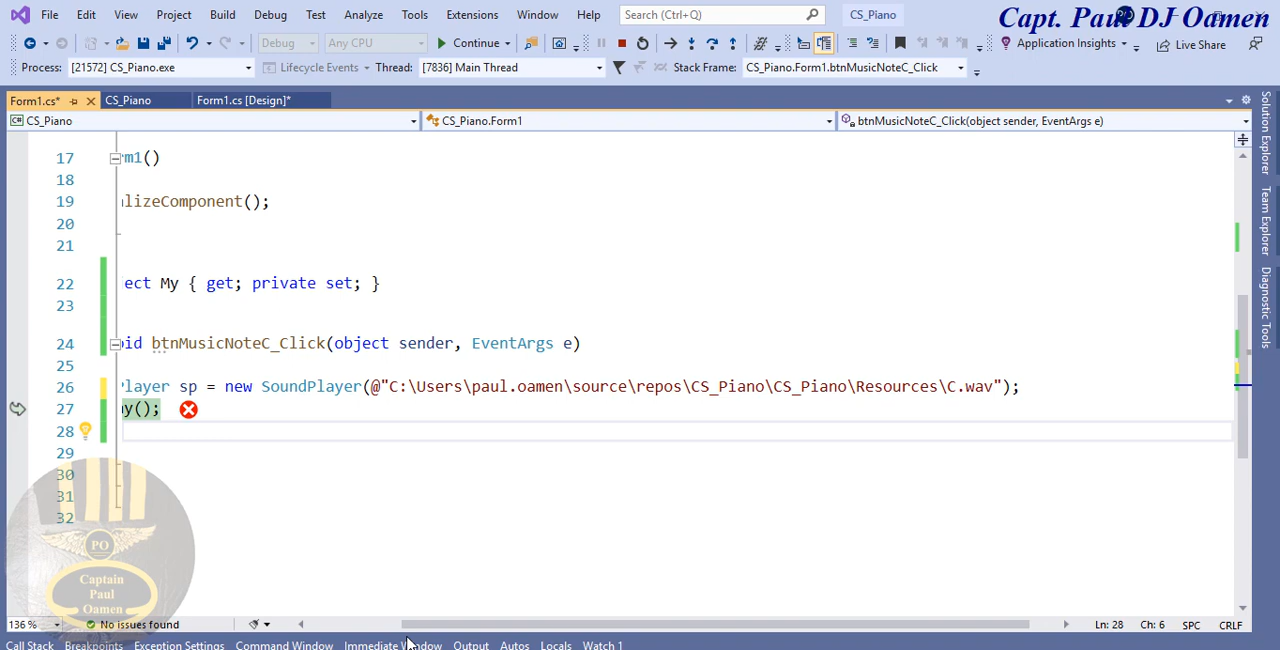 File Edit View Project Build Debug Test Analyze Tools Extensions Window Help Search (Ctrl+Q) CS_Piano
Capt. Paul DJ Oamen
Debug Any CPU Continue Application Insights Live Share
Process: [21572] CS_Piano.exe Lifecycle Events Thread: [7836] Main Thread Stack Frame: CS_Piano.Form1.btnMusicNoteC_Click
Form1.cs* CS_Piano Form1.cs [Design]*
CS_Piano CS_Piano.Form1 btnMusicNoteC_Click(object sender, EventArgs e)
17 rm1()
18
19 alizeComponent();
20
21
22 ect My { get; private set; }
23
24 oid btnMusicNoteC_Click(object sender, EventArgs e)
25
26 Player sp = new SoundPlayer(@"C:\Users\paul.oamen\source\repos\CS_Piano\CS_Piano\Resources\C.wav");
27 ay();
28
29
30
31
32
PO
Captain
Paul
Oamen
136 % No issues found Ln: 28 Ch: 6 SPC CRLF
Call Stack Breakpoints Exception Settings Command Window Immediate Window Output Autos Locals Watch 1
Solution Explorer
Team Explorer
Diagnostic Tools